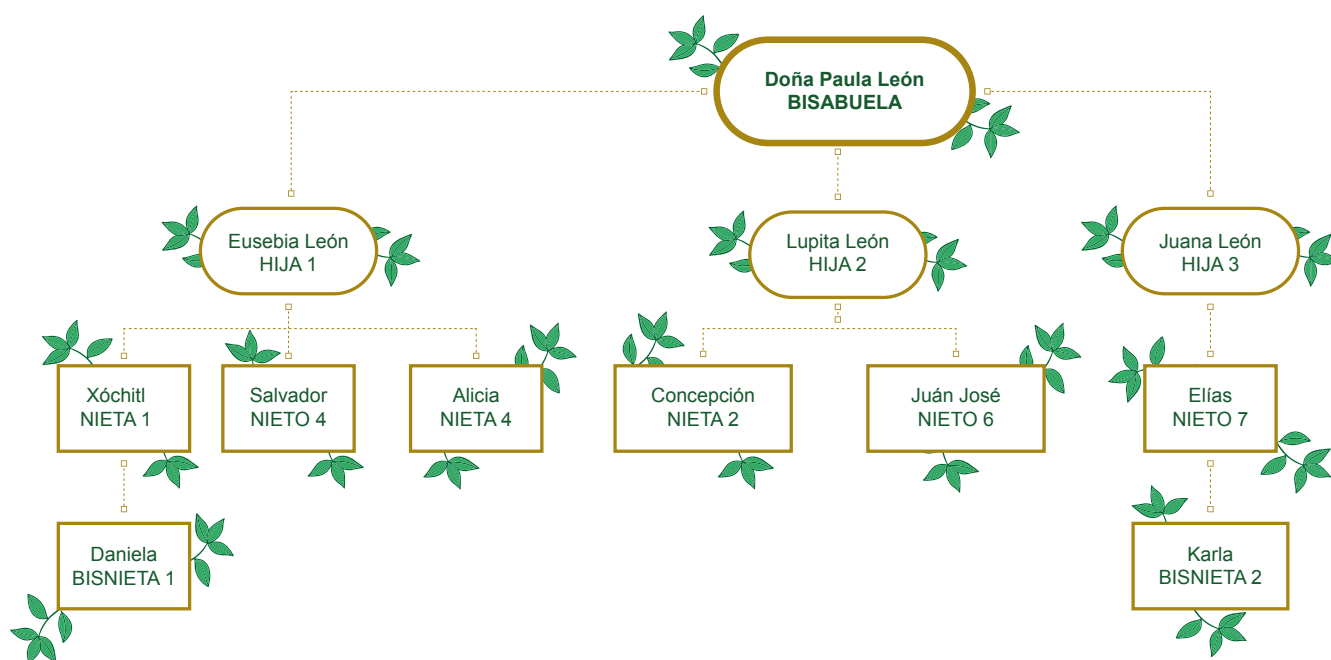 Doña Paula León
BISABUELA
Eusebia León
HIJA 1
Lupita León
HIJA 2
Juana León
HIJA 3
Xóchitl
NIETA 1
Salvador
NIETO 4
Alicia
NIETA 4
Concepción
NIETA 2
Juán José
NIETO 6
Elías
NIETO 7
Daniela
BISNIETA 1
Karla
BISNIETA 2